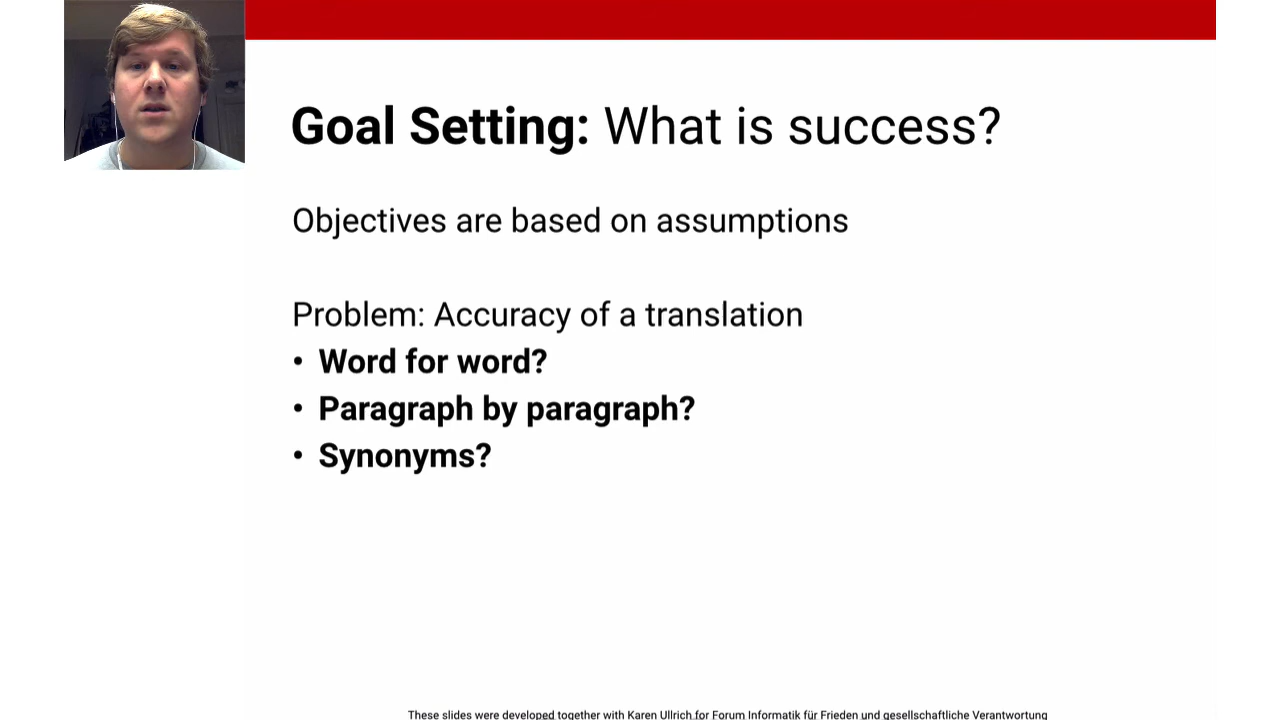 Goal Setting: What is success?
Objectives are based on assumptions
Problem: Accuracy of a translation
• Word for word?
• Paragraph by paragraph?
• Synonyms?
These slides were developed together with Karen Ullrich for Forum Informatik für Frieden und gesellschaftliche Verantwortung